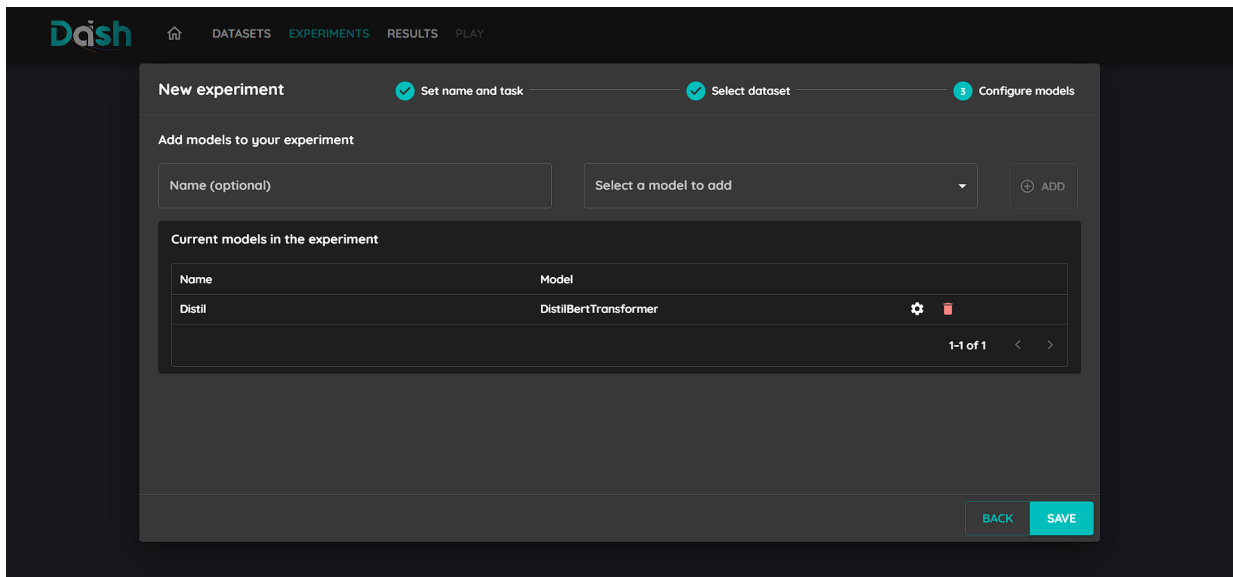 Dash DATASETS EXPERIMENTS RESULTS PLAY
New experiment Set name and task Select dataset 3 Configure models
Add models to your experiment
Name (optional) Select a model to add ADD
Current models in the experiment
Name Model
Distil DistilBertTransformer
1-1 of 1
BACK SAVE